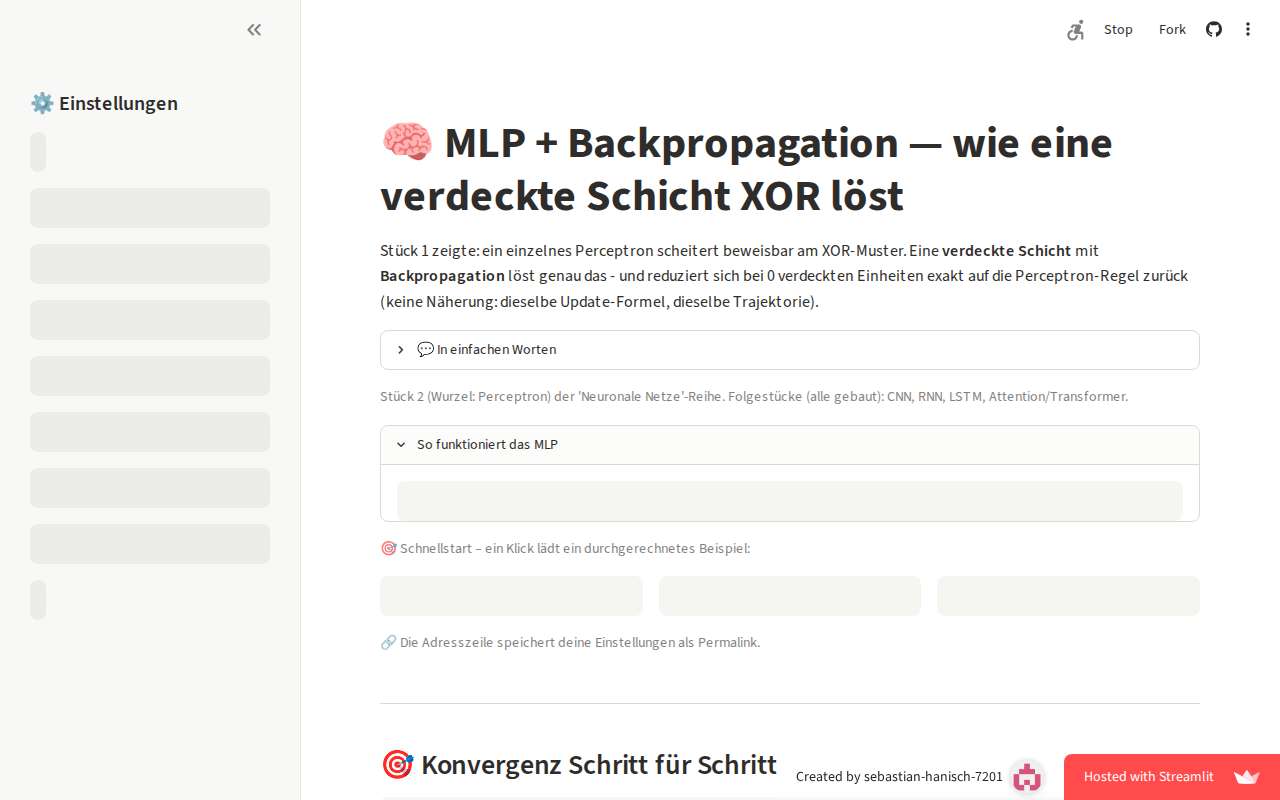 Stop
Fork
⚙️ Einstellungen
🧠 MLP + Backpropagation — wie eine
verdeckte Schicht XOR löst
Stück 1 zeigte: ein einzelnes Perceptron scheitert beweisbar am XOR-Muster. Eine verdeckte Schicht mit
Backpropagation löst genau das - und reduziert sich bei 0 verdeckten Einheiten exakt auf die Perceptron-Regel zurück
(keine Näherung: dieselbe Update-Formel, dieselbe Trajektorie).
💬 In einfachen Worten
Stück 2 (Wurzel: Perceptron) der 'Neuronale Netze'-Reihe. Folgestücke (alle gebaut): CNN, RNN, LSTM, Attention/Transformer.
So funktioniert das MLP
🎯 Schnellstart – ein Klick lädt ein durchgerechnetes Beispiel:
🔗 Die Adresszeile speichert deine Einstellungen als Permalink.
🎯 Konvergenz Schritt für Schritt
Created by sebastian-hanisch-7201
Hosted with Streamlit